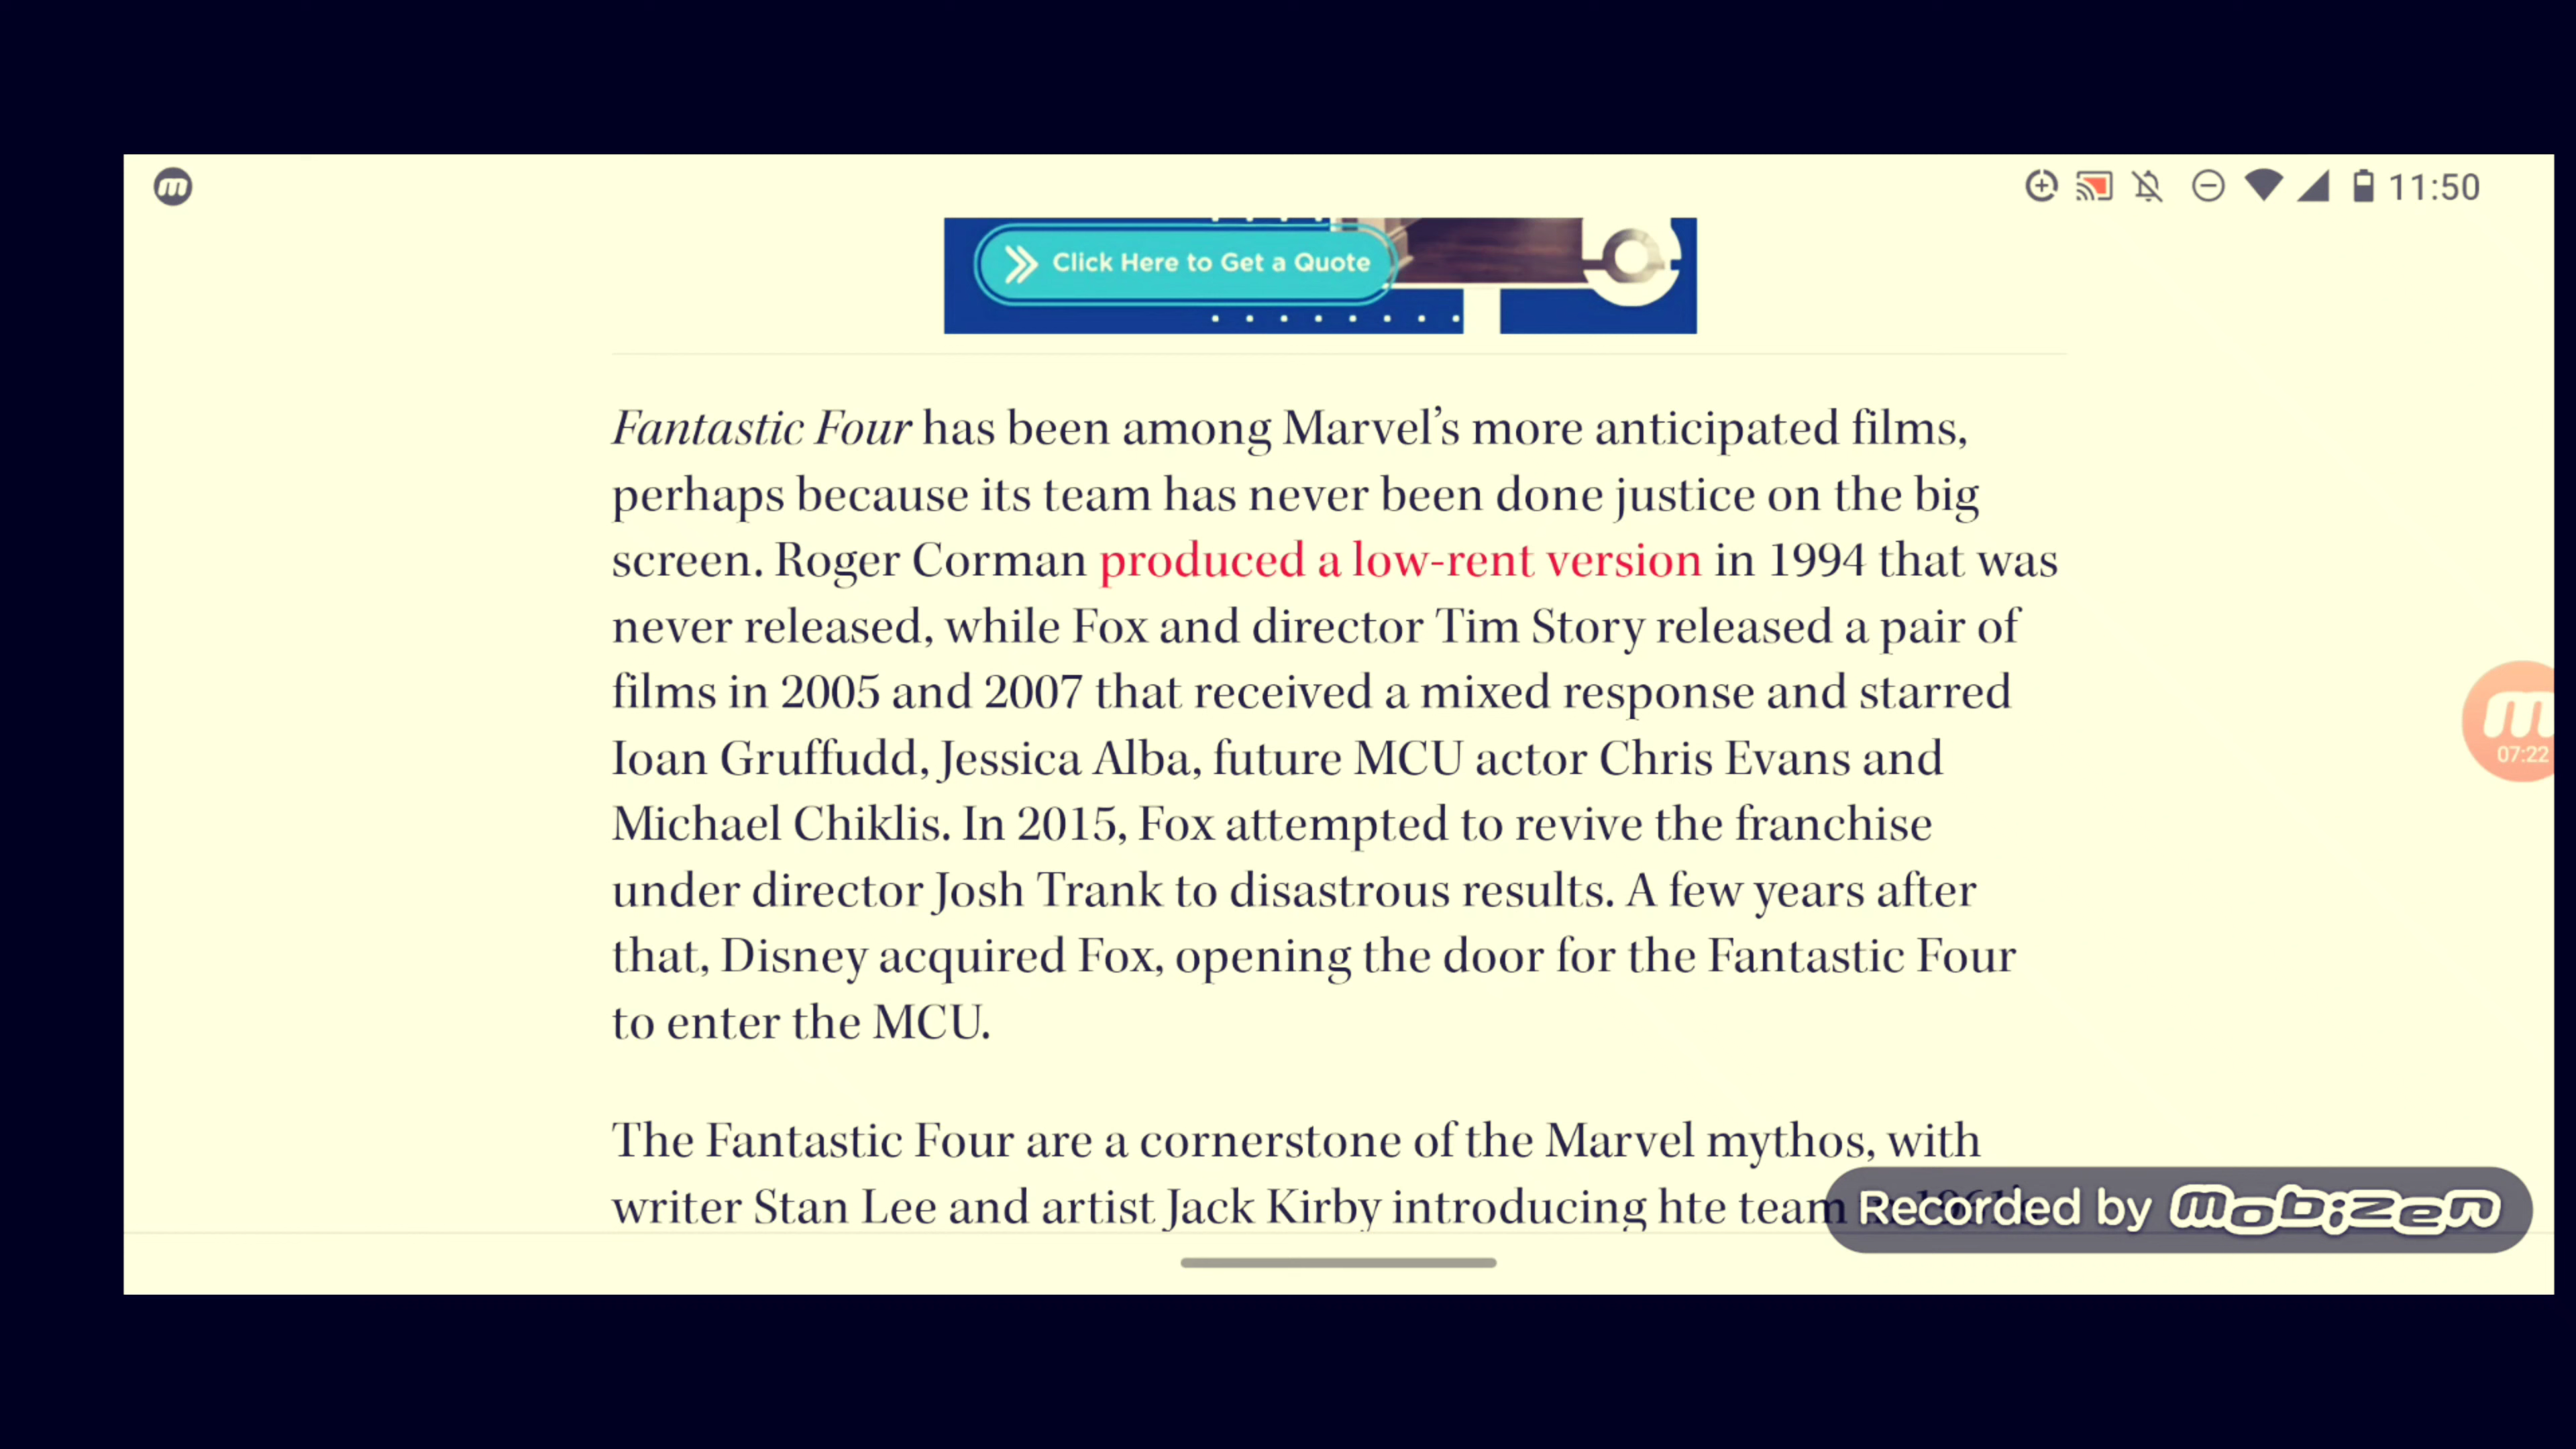 m
11:50
Click Here to Get a Quote
Fantastic Four has been among Marvel’s more anticipated films,
perhaps because its team has never been done justice on the big
screen. Roger Corman produced a low-rent version in 1994 that was
never released, while Fox and director Tim Story released a pair of
films in 2005 and 2007 that received a mixed response and starred
Ioan Gruffudd, Jessica Alba, future MCU actor Chris Evans and
Michael Chiklis. In 2015, Fox attempted to revive the franchise
under director Josh Trank to disastrous results. A few years after
that, Disney acquired Fox, opening the door for the Fantastic Four
to enter the MCU.
m
07:22
The Fantastic Four are a cornerstone of the Marvel mythos, with
writer Stan Lee and artist Jack Kirby introducing hte team
Recorded by mobizen